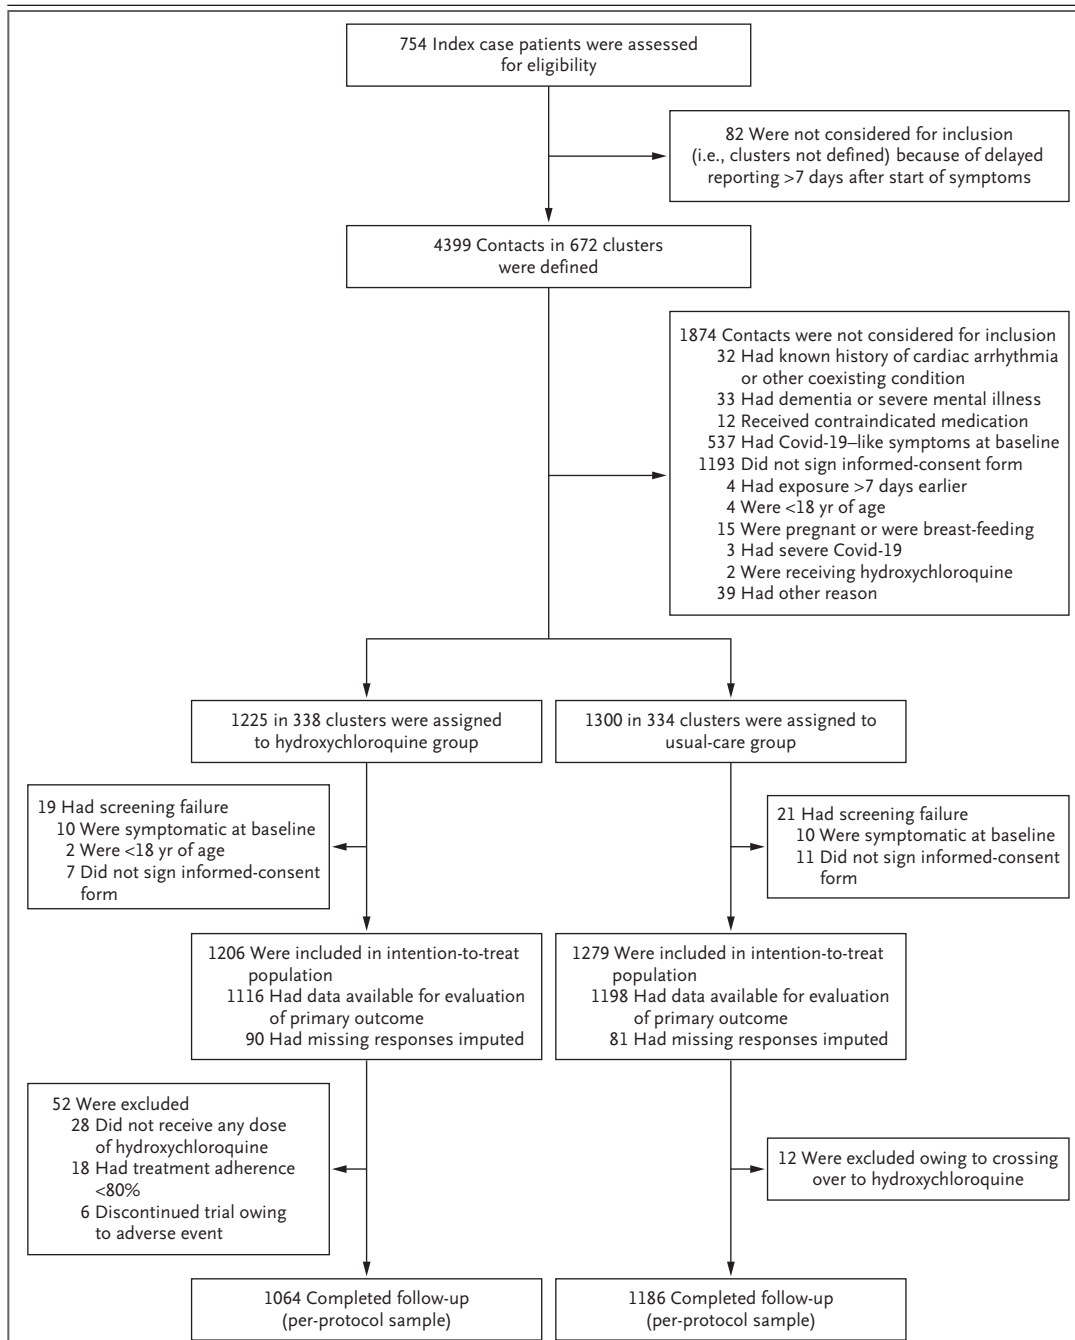 754 Index case patients were assessed
for eligibility
82 Were not considered for inclusion
(i.e., clusters not defined) because of delayed
reporting >7 days after start of symptoms
4399 Contacts in 672 clusters
were defined
1874 Contacts were not considered for inclusion
32 Had known history of cardiac arrhythmia
or other coexisting condition
33 Had dementia or severe mental illness
12 Received contraindicated medication
537 Had Covid-19–like symptoms at baseline
1193 Did not sign informed-consent form
4 Had exposure >7 days earlier
4 Were <18 yr of age
15 Were pregnant or were breast-feeding
3 Had severe Covid-19
2 Were receiving hydroxychloroquine
39 Had other reason
1225 in 338 clusters were assigned
to hydroxychloroquine group
1300 in 334 clusters were assigned to
usual-care group
19 Had screening failure
10 Were symptomatic at baseline
2 Were <18 yr of age
7 Did not sign informed-consent
form
21 Had screening failure
10 Were symptomatic at baseline
11 Did not sign informed-consent
form
1206 Were included in intention-to-treat
population
1116 Had data available for evaluation
of primary outcome
90 Had missing responses imputed
1279 Were included in intention-to-treat
population
1198 Had data available for evaluation
of primary outcome
81 Had missing responses imputed
52 Were excluded
28 Did not receive any dose
of hydroxychloroquine
18 Had treatment adherence
<80%
6 Discontinued trial owing
to adverse event
12 Were excluded owing to crossing
over to hydroxychloroquine
1064 Completed follow-up
(per-protocol sample)
1186 Completed follow-up
(per-protocol sample)